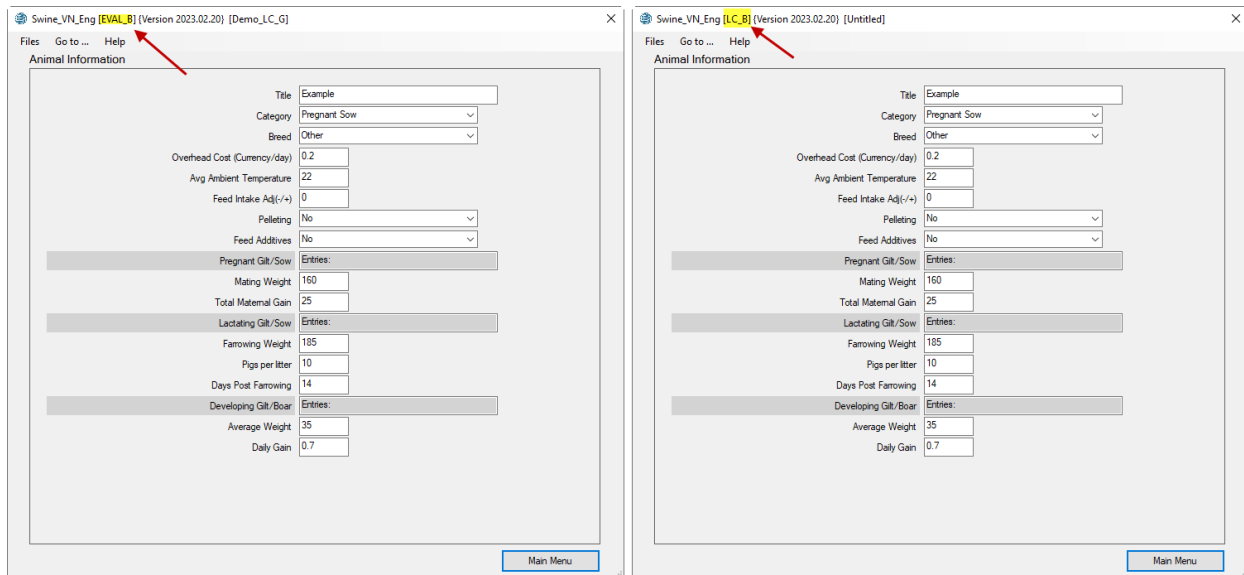 Swine_VN_Eng [EVAL_B] {Version 2023.02.20} [Demo_LC_G]
Files Go to ... Help
Animal Information
Title Example
Category Pregnant Sow
Breed Other
Overhead Cost (Currency/day) 0.2
Avg Ambient Temperature 22
Feed Intake Adj(-/+) 0
Pelleting No
Feed Additives No
Pregnant Gilt/Sow Entries:
Mating Weight 160
Total Maternal Gain 25
Lactating Gilt/Sow Entries:
Farrowing Weight 185
Pigs per litter 10
Days Post Farrowing 14
Developing Gilt/Boar Entries:
Average Weight 35
Daily Gain 0.7
Main Menu
Swine_VN_Eng [LC_B] {Version 2023.02.20} [Untitled]
Files Go to ... Help
Animal Information
Title Example
Category Pregnant Sow
Breed Other
Overhead Cost (Currency/day) 0.2
Avg Ambient Temperature 22
Feed Intake Adj(-/+) 0
Pelleting No
Feed Additives No
Pregnant Gilt/Sow Entries:
Mating Weight 160
Total Maternal Gain 25
Lactating Gilt/Sow Entries:
Farrowing Weight 185
Pigs per litter 10
Days Post Farrowing 14
Developing Gilt/Boar Entries:
Average Weight 35
Daily Gain 0.7
Main Menu